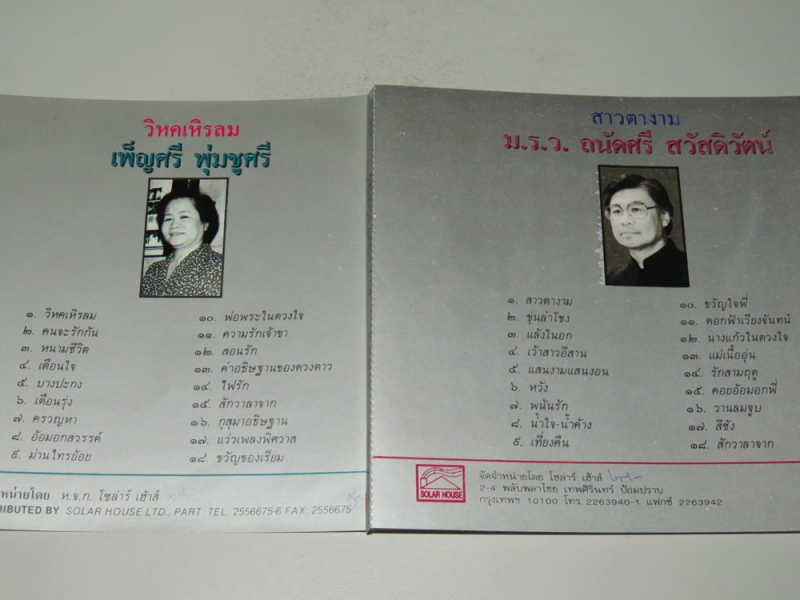 วิหคเหิรลม
เพ็ญศรี พุ่มชูศรี
๑. วิหคเหิรลม
๒. คนจะรักกัน
๓. หนามชีวิต
๔. เตือนใจ
๕. บางปะกง
๖. เดือนรุ่ง
๗. ครวญหา
๘. อ้อมอกสวรรค์
๙. ม่านไทรย้อย
๑๐. พ่อพระในดวงใจ
๑๑. ความรักเจ้าขา
๑๒. สอนรัก
๑๓. คำอธิษฐานของดวงดาว
๑๔. ไฟรัก
๑๕. สักวาลาจาก
๑๖. กุสุมาอธิษฐาน
๑๗. แว่วเพลงพิศวาส
๑๘. ขวัญของเรียม
หน่ายโดย ห.จ.ก. โซล่าร์ เฮ้าส์
RIBUTED BY SOLAR HOUSE LTD., PART. TEL. 2556675-6 FAX. 2556675
สาวตางาม
ม.ร.ว. ถนัดศรี สวัสดิวัตน์
๑. สาวตางาม
๒. ขุ่นลำโขง
๓. แล้งในอก
๔. เว้าสาวอีสาน
๕. แสนงามแสนงอน
๖. หวัง
๗. พนันรัก
๘. น้ำใจ-น้ำค้าง
๙. เที่ยงคืน
๑๐. ขวัญใจพี่
๑๑. ดอกฟ้าเวียงจันทน์
๑๒. นางแก้วในดวงใจ
๑๓. แม่เนื้ออุ่น
๑๔. รักสามฤดู
๑๕. คอยอ้อมอกพี่
๑๖. วานลมจูบ
๑๗. สีชัง
๑๘. สักวาลาจาก
SOLAR HOUSE
จัดจำหน่ายโดย โซล่าร์ เฮ้าส์
2-4 พลับพลาไชย เทพศิรินทร์ ป้อมปราบ
กรุงเทพฯ 10100 โทร. 2263940-1 แฟกซ์ 2263942